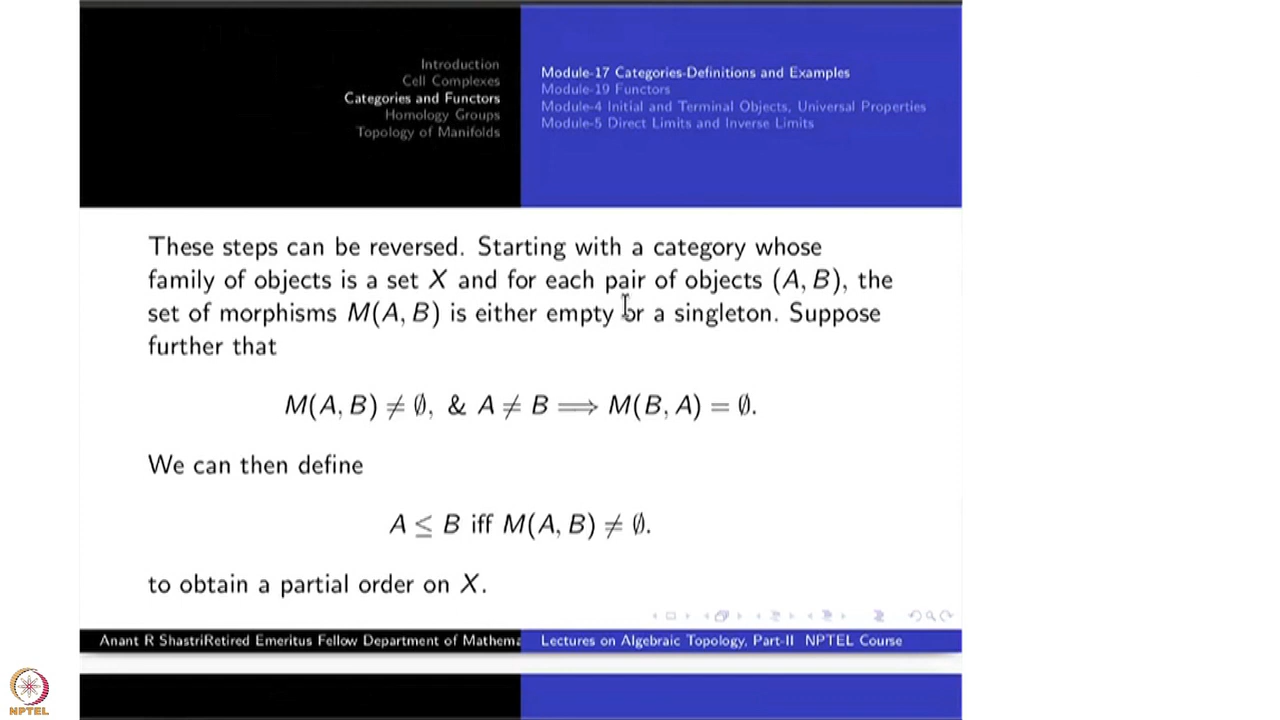 Introduction
Cell Complexes
Categories and Functors
Homology Groups
Topology of Manifolds
Module-17 Categories-Definitions and Examples
Module-19 Functors
Module-4 Initial and Terminal Objects, Universal Properties
Module-5 Direct Limits and Inverse Limits
These steps can be reversed. Starting with a category whose
family of objects is a set X and for each pair of objects (A, B), the
set of morphisms M(A, B) is either empty or a singleton. Suppose
further that
M(A, B) ≠ ∅, & A ≠ B ⟹ M(B, A) = ∅.
We can then define
A ≤ B iff M(A, B) ≠ ∅.
to obtain a partial order on X.
Anant R ShastriRetired Emeritus Fellow Department of Mathema
Lectures on Algebraic Topology, Part-II NPTEL Course
NPTEL